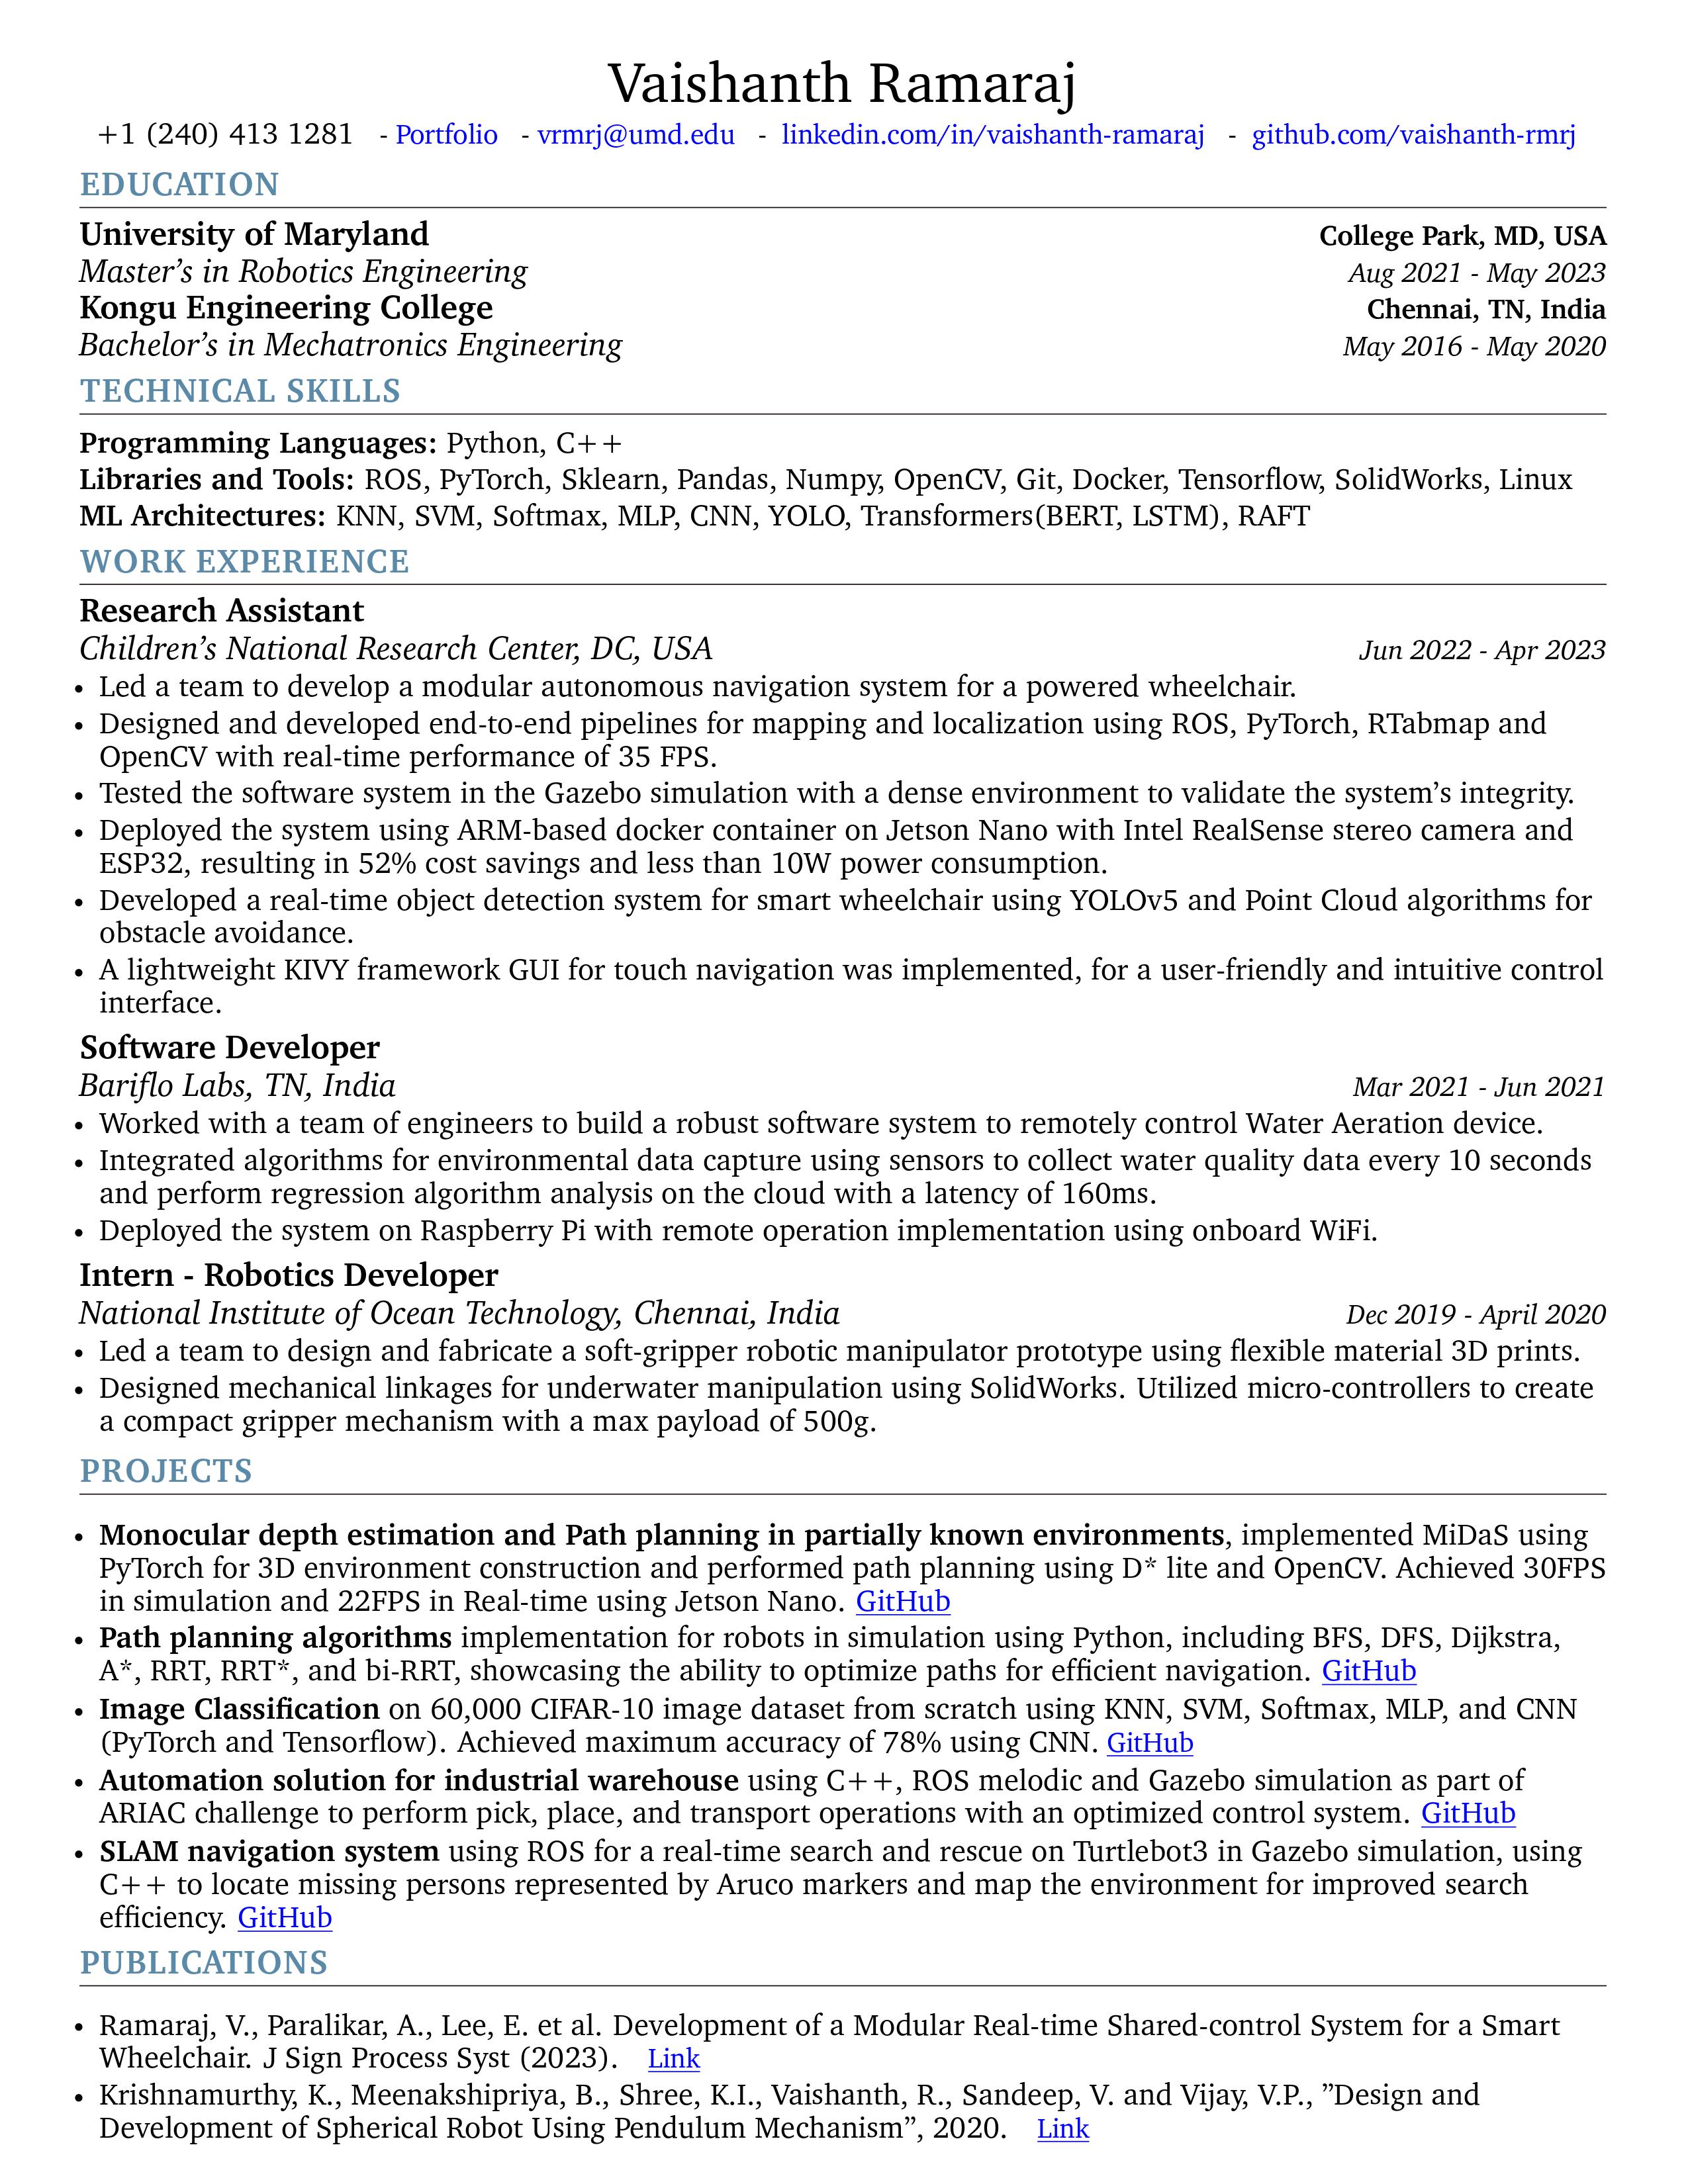 Vaishanth Ramaraj
+1 (240) 413 1281 - Portfolio - vrmrj@umd.edu - linkedin.com/in/vaishanth-ramaraj - github.com/vaishanth-rmrj
EDUCATION
University of Maryland College Park, MD, USA
Master's in Robotics Engineering Aug 2021 - May 2023
Kongu Engineering College Chennai, TN, India
Bachelor's in Mechatronics Engineering May 2016 - May 2020
TECHNICAL SKILLS
Programming Languages: Python, C++
Libraries and Tools: ROS, PyTorch, Sklearn, Pandas, Numpy, OpenCV, Git, Docker, Tensorflow, SolidWorks, Linux
ML Architectures: KNN, SVM, Softmax, MLP, CNN, YOLO, Transformers(BERT, LSTM), RAFT
WORK EXPERIENCE
Research Assistant
Children's National Research Center, DC, USA Jun 2022 - Apr 2023
• Led a team to develop a modular autonomous navigation system for a powered wheelchair.
• Designed and developed end-to-end pipelines for mapping and localization using ROS, PyTorch, RTabmap and
OpenCV with real-time performance of 35 FPS.
• Tested the software system in the Gazebo simulation with a dense environment to validate the system's integrity.
• Deployed the system using ARM-based docker container on Jetson Nano with Intel RealSense stereo camera and
ESP32, resulting in 52% cost savings and less than 10W power consumption.
• Developed a real-time object detection system for smart wheelchair using YOLOv5 and Point Cloud algorithms for
obstacle avoidance.
• A lightweight KIVY framework GUI for touch navigation was implemented, for a user-friendly and intuitive control
interface.
Software Developer
Bariflo Labs, TN, India Mar 2021 - Jun 2021
• Worked with a team of engineers to build a robust software system to remotely control Water Aeration device.
• Integrated algorithms for environmental data capture using sensors to collect water quality data every 10 seconds
and perform regression algorithm analysis on the cloud with a latency of 160ms.
• Deployed the system on Raspberry Pi with remote operation implementation using onboard WiFi.
Intern - Robotics Developer
National Institute of Ocean Technology, Chennai, India Dec 2019 - April 2020
• Led a team to design and fabricate a soft-gripper robotic manipulator prototype using flexible material 3D prints.
• Designed mechanical linkages for underwater manipulation using SolidWorks. Utilized micro-controllers to create
a compact gripper mechanism with a max payload of 500g.
PROJECTS
• Monocular depth estimation and Path planning in partially known environments, implemented MiDaS using
PyTorch for 3D environment construction and performed path planning using D* lite and OpenCV. Achieved 30FPS
in simulation and 22FPS in Real-time using Jetson Nano. GitHub
• Path planning algorithms implementation for robots in simulation using Python, including BFS, DFS, Dijkstra,
A*, RRT, RRT*, and bi-RRT, showcasing the ability to optimize paths for efficient navigation. GitHub
• Image Classification on 60,000 CIFAR-10 image dataset from scratch using KNN, SVM, Softmax, MLP, and CNN
(PyTorch and Tensorflow). Achieved maximum accuracy of 78% using CNN. GitHub
• Automation solution for industrial warehouse using C++, ROS melodic and Gazebo simulation as part of
ARIAC challenge to perform pick, place, and transport operations with an optimized control system. GitHub
• SLAM navigation system using ROS for a real-time search and rescue on Turtlebot3 in Gazebo simulation, using
C++ to locate missing persons represented by Aruco markers and map the environment for improved search
efficiency. GitHub
PUBLICATIONS
• Ramaraj, V., Paralikar, A., Lee, E. et al. Development of a Modular Real-time Shared-control System for a Smart
Wheelchair. J Sign Process Syst (2023). Link
• Krishnamurthy, K., Meenakshipriya, B., Shree, K.I., Vaishanth, R., Sandeep, V. and Vijay, V.P., ”Design and
Development of Spherical Robot Using Pendulum Mechanism”, 2020. Link